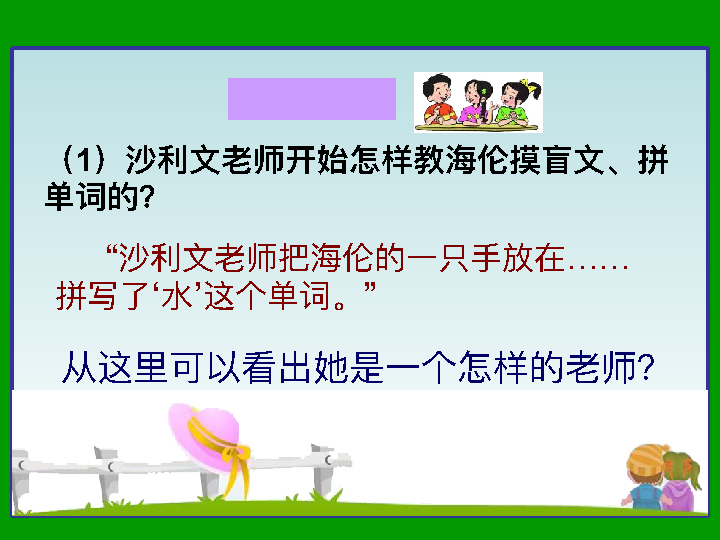 （1）沙利文老师开始怎样教海伦摸盲文、拼
单词的?
“沙利文老师把海伦的一只手放在……
拼写了‘水’这个单词。”
从这里可以看出她是一个怎样的老师?